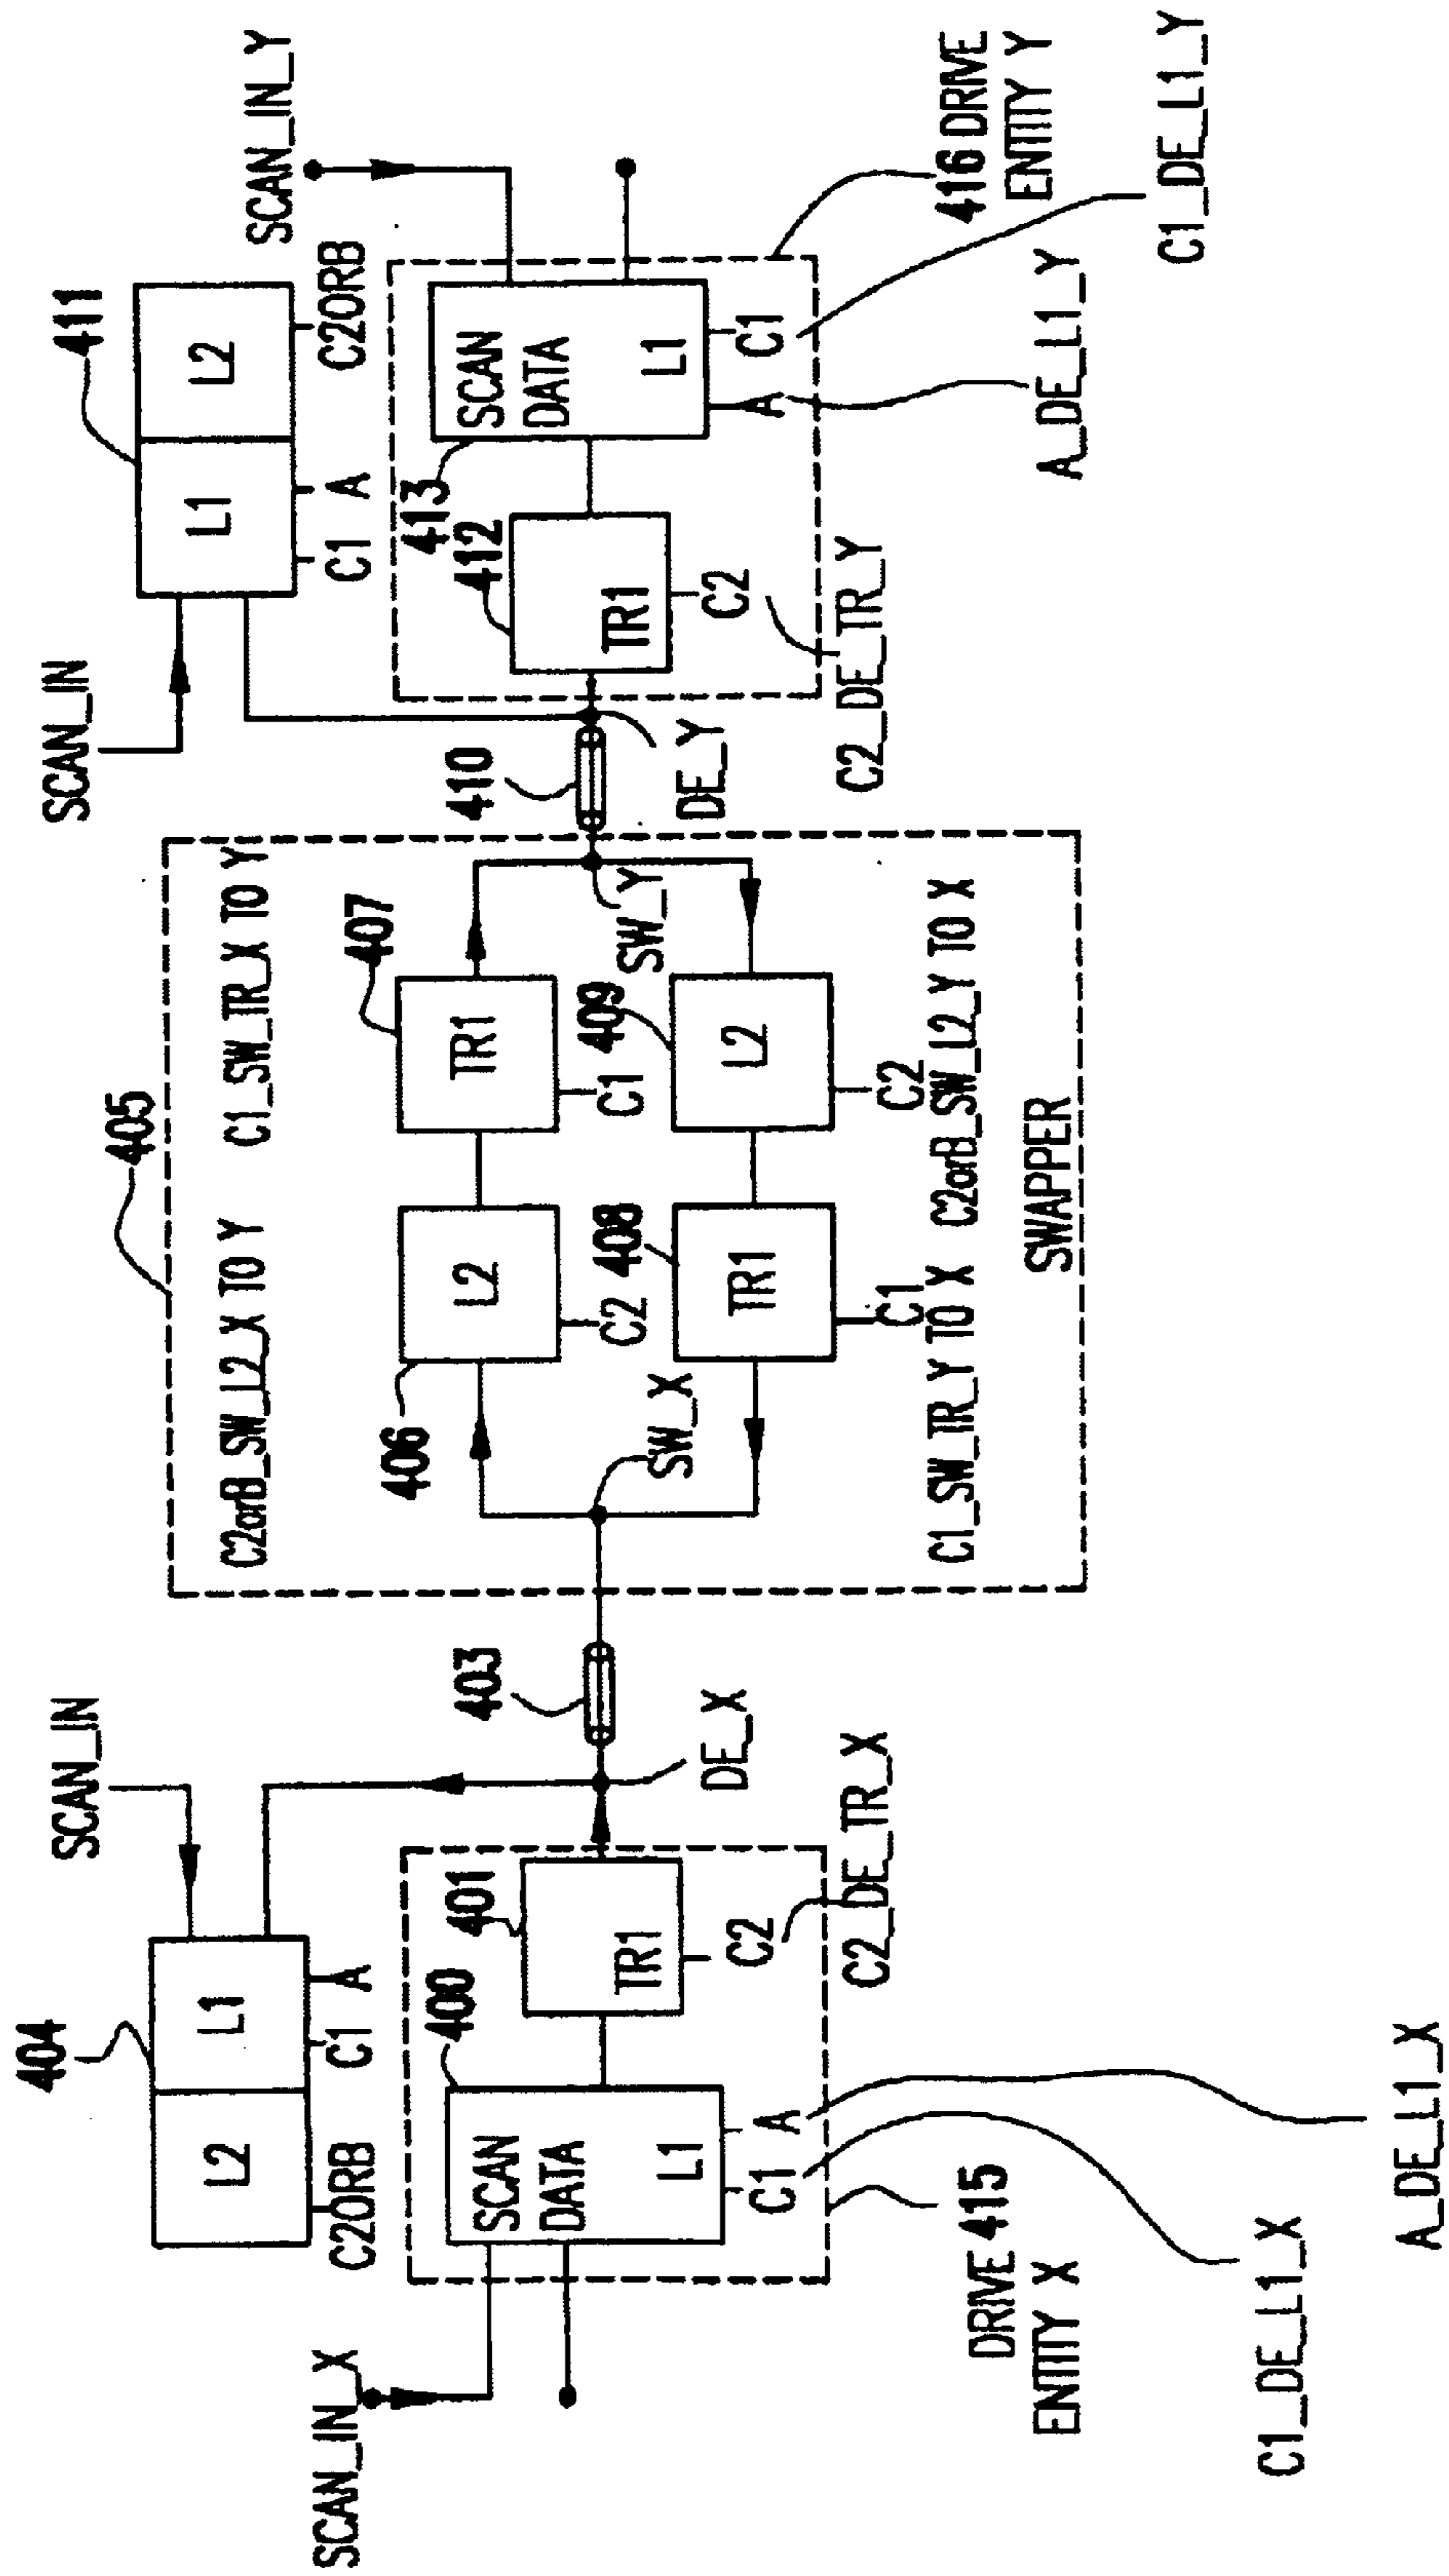 SCAN_IN_X
SCAN
DATA
L1
400
C1
A
401
TR1
C2
C2_DE_TR_X
DRIVE 415
ENTITY X
C1_DE_L1_X
A_DE_L1_X
404
L2
L1
C2ORB
C1
A
SCAN_IN
DE_X
403
405
C2orB_SW_L2_X TO Y
C1_SW_TR_X TO Y
406
L2
C2
407
TR1
C1
SW_X
SW_Y
408
TR1
C1
409
L2
C2
C1_SW_TR_Y TO X
C2orB_SW_L2_Y TO X
SWAPPER
410
DE_Y
SCAN_IN
411
L1
L2
C1
A
C2ORB
SCAN_IN_Y
412
TR1
C2
C2_DE_TR_Y
413
SCAN
DATA
L1
A
C1
416 DRIVE
ENTITY Y
A_DE_L1_Y
C1_DE_L1_Y